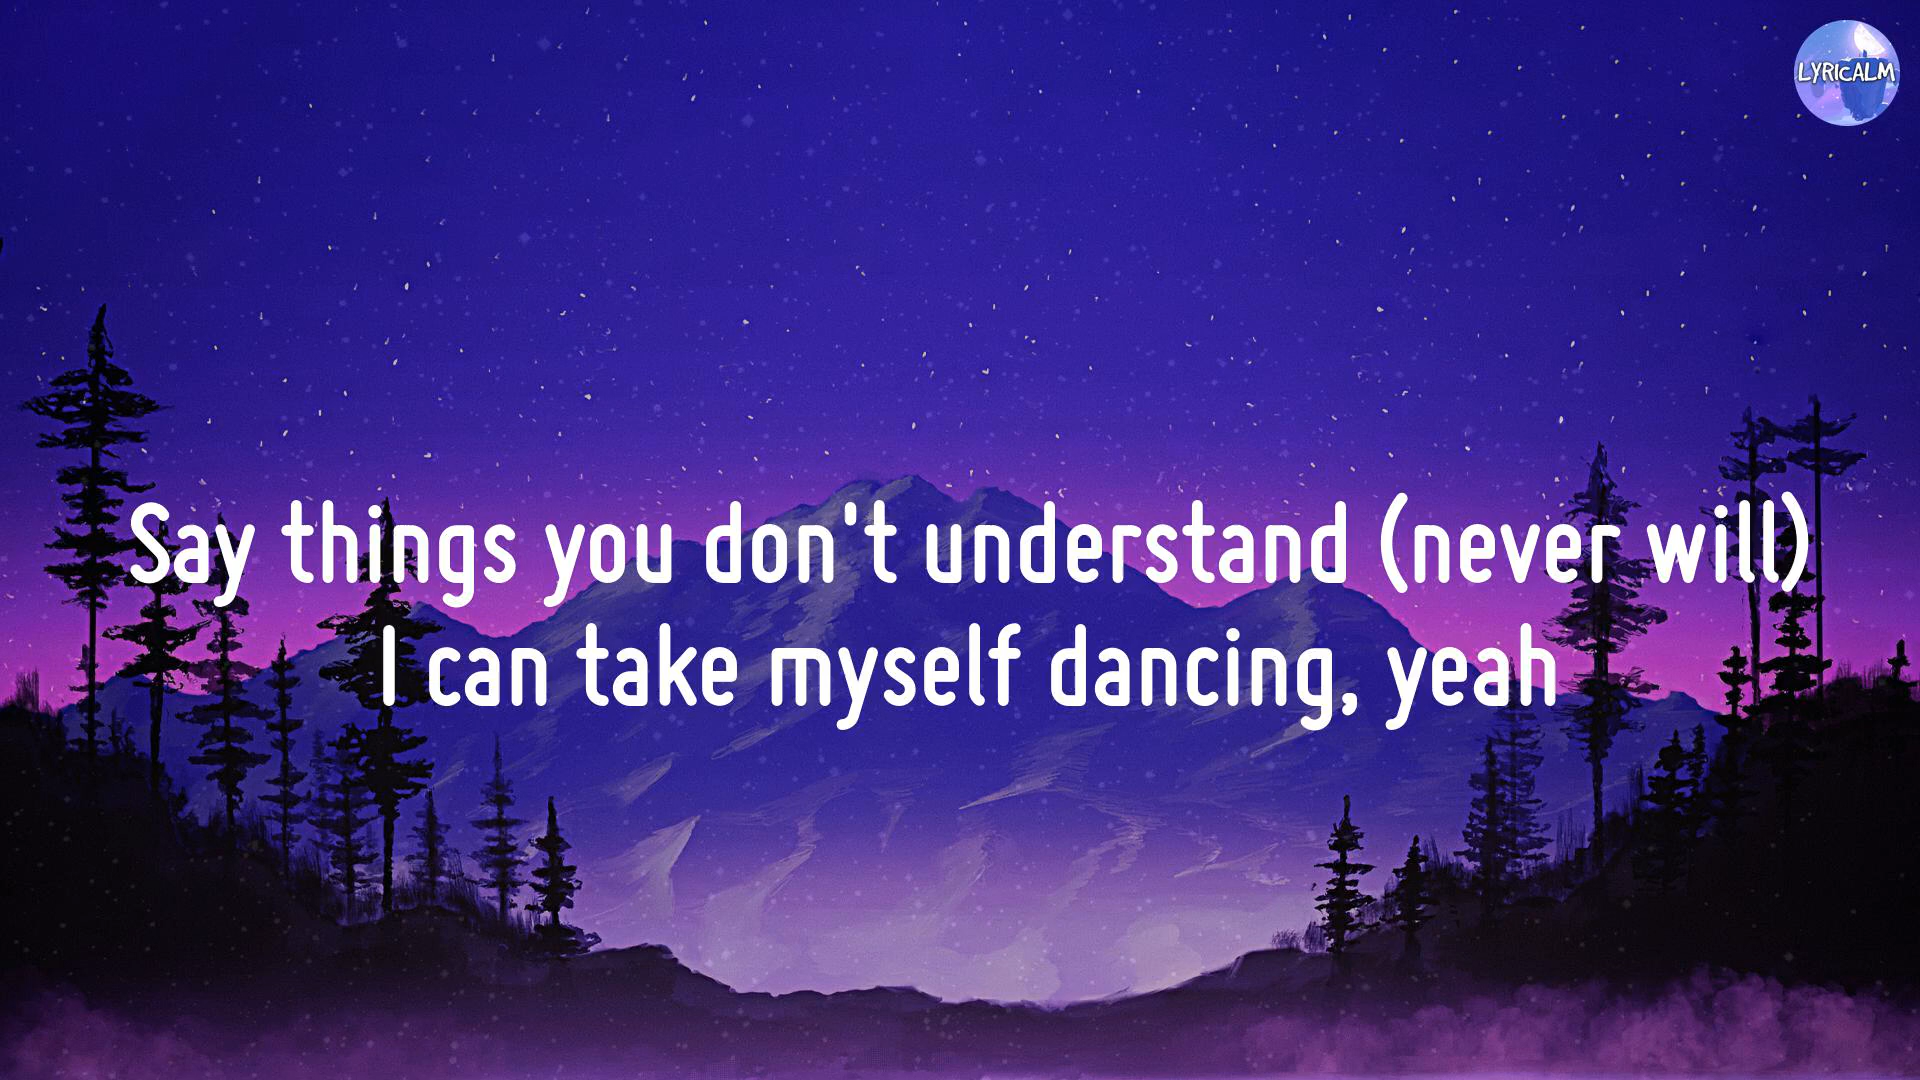 LYRICALM
Say things you don't understand (never will)
I can take myself dancing, yeah